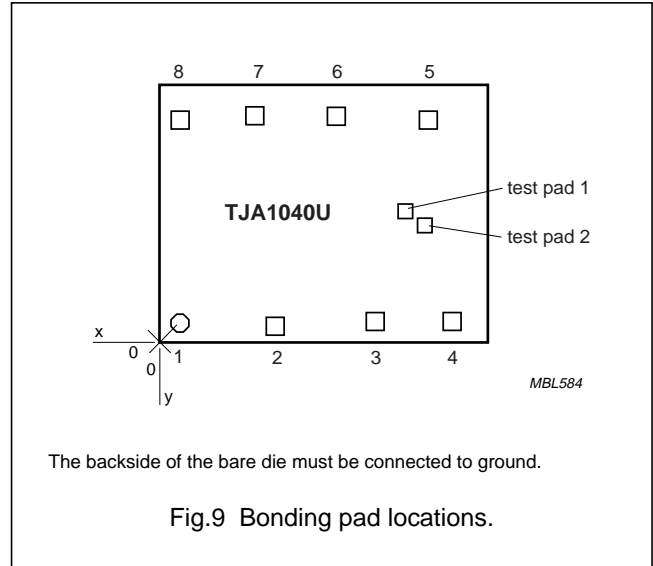 8 7 6 5
test pad 1
TJA1040U
test pad 2
x
0
1 2 3 4
0
y
MBL584
The backside of the bare die must be connected to ground.
Fig.9 Bonding pad locations.